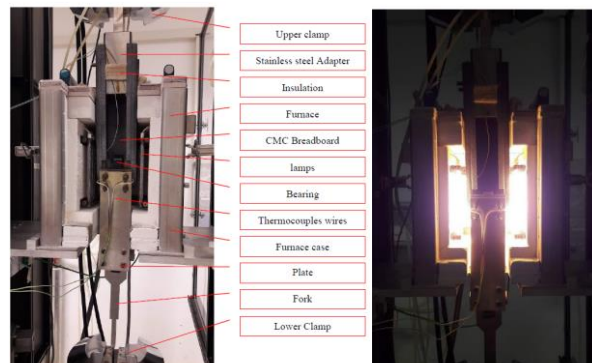 Upper clamp
Stainless steel Adapter
Insulation
Furnace
CMC Breadboard
lamps
Bearing
Thermocouples wires
Furnace case
Plate
Fork
Lower Clamp